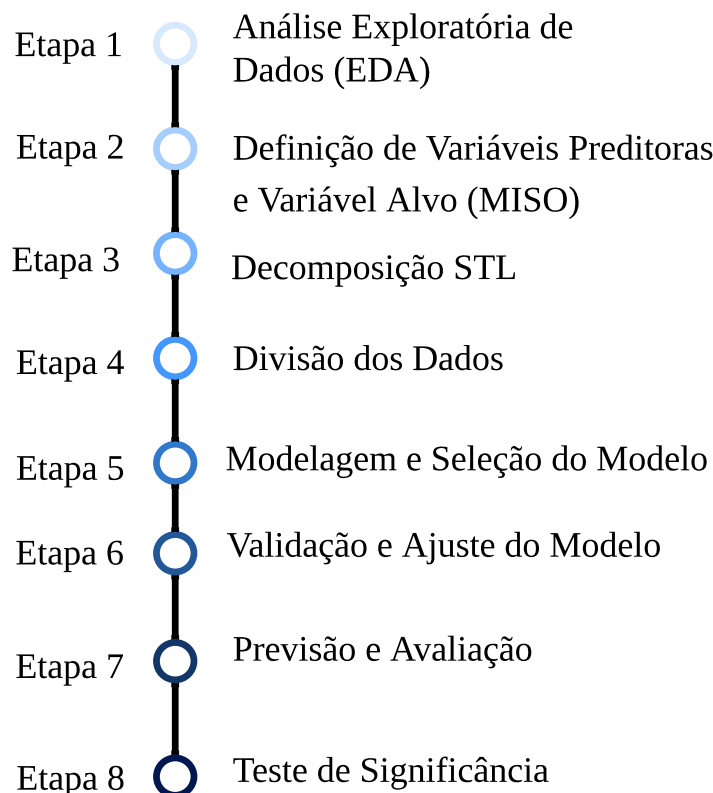 Etapa 1
Análise Exploratória de
Dados (EDA)
Etapa 2
Definição de Variáveis Preditoras
e Variável Alvo (MISO)
Etapa 3
Decomposição STL
Etapa 4
Divisão dos Dados
Etapa 5
Modelagem e Seleção do Modelo
Etapa 6
Validação e Ajuste do Modelo
Etapa 7
Previsão e Avaliação
Etapa 8
Teste de Significância